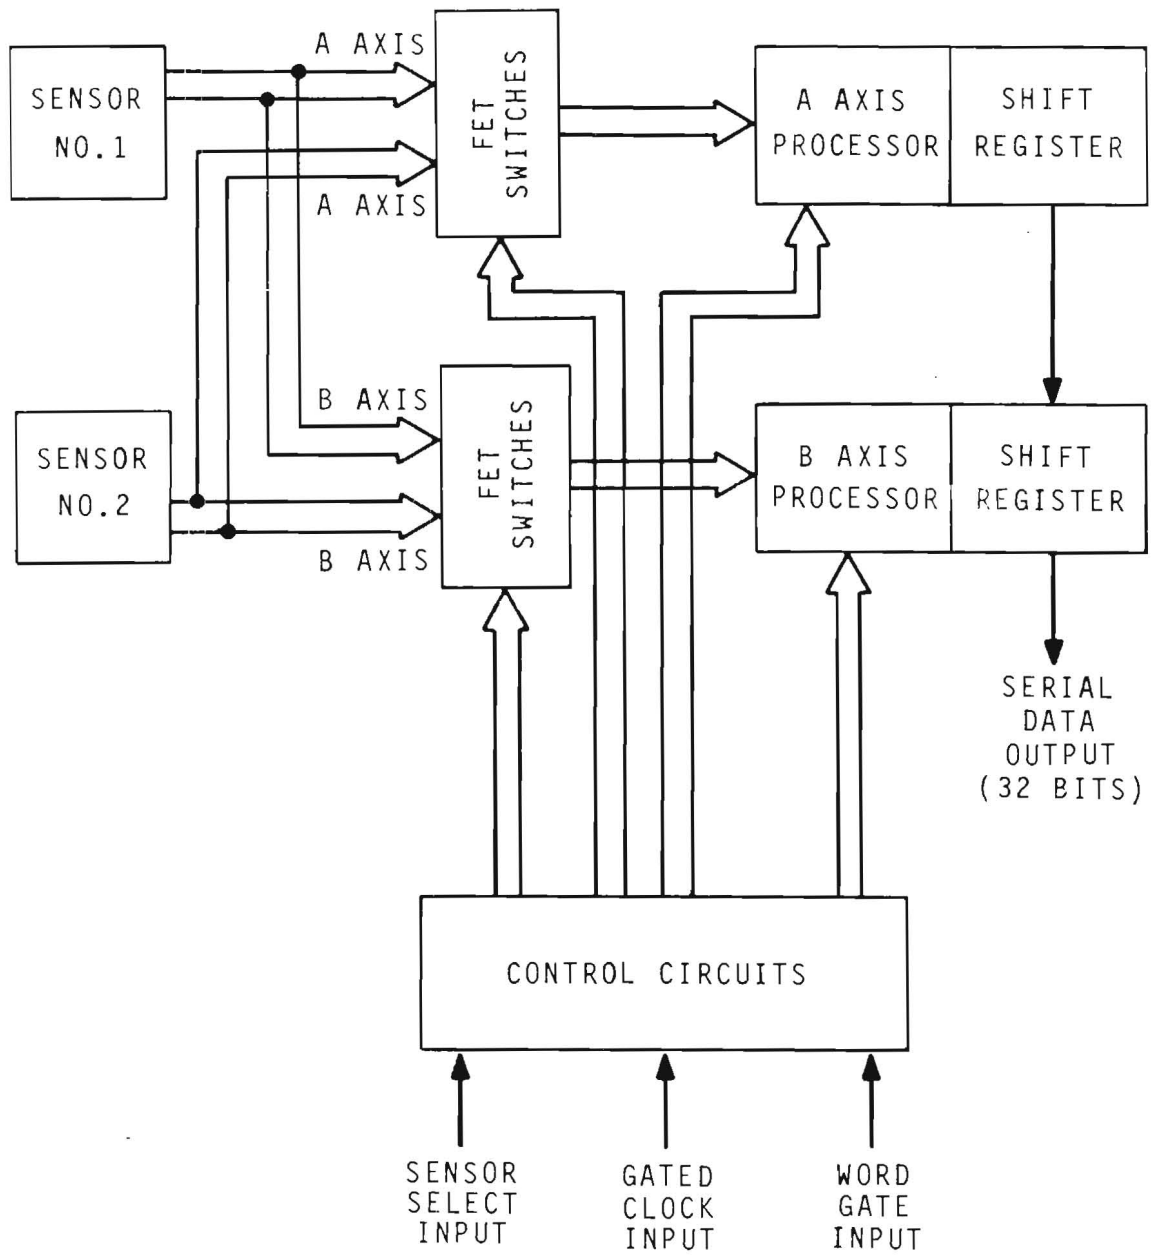 A AXIS
SENSOR
NO.1
A AXIS
FET
SWITCHES
A AXIS
PROCESSOR
SHIFT
REGISTER
B AXIS
SENSOR
NO.2
B AXIS
FET
SWITCHES
B AXIS
PROCESSOR
SHIFT
REGISTER
SERIAL
DATA
OUTPUT
(32 BITS)
CONTROL CIRCUITS
SENSOR
SELECT
INPUT
GATED
CLOCK
INPUT
WORD
GATE
INPUT